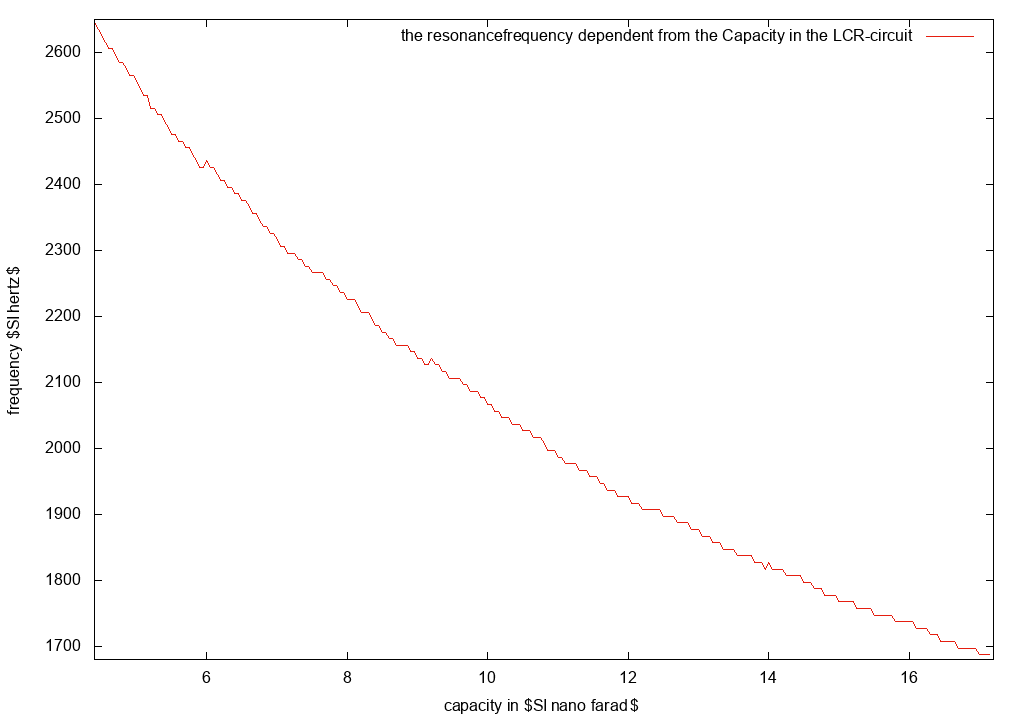 the resonancefrequency dependent from the Capacity in the LCR-circuit
2600
2500
2400
2300
2200
2100
2000
1900
1800
1700
frequency $SI hertz$
6 8 10 12 14 16
capacity in $SI nano farad$